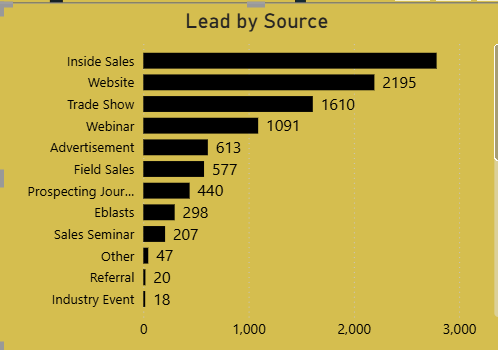 Lead by Source
Inside Sales
Website 2195
Trade Show 1610
Webinar 1091
Advertisement 613
Field Sales 577
Prospecting Jour... 440
Eblasts 298
Sales Seminar 207
Other 47
Referral 20
Industry Event 18
0 1,000 2,000 3,000